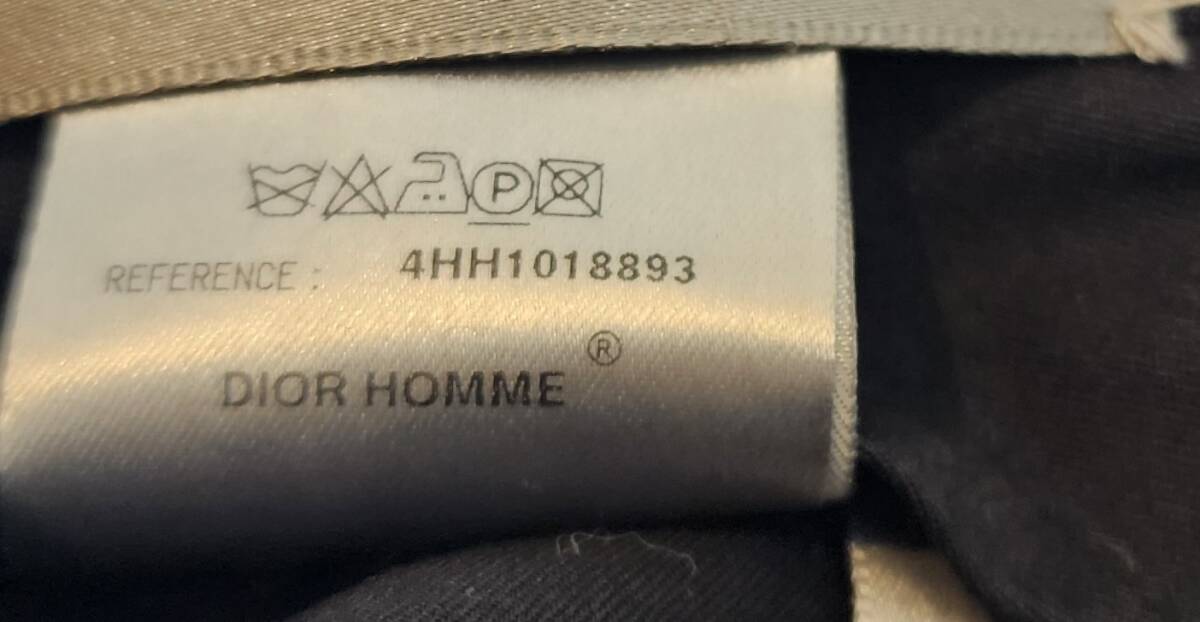 P
REFERENCE : 4HH1018893
DIOR HOMME ®